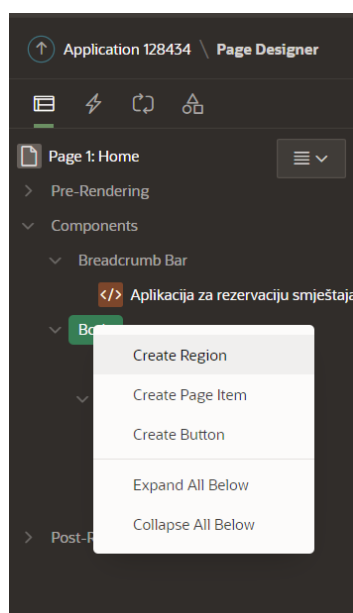 Application 128434 \ Page Designer
Page 1: Home
Pre-Rendering
Components
Breadcrumb Bar
</> Aplikacija za rezervaciju smještaja
Create Region
Create Page Item
Create Button
Expand All Below
Collapse All Below